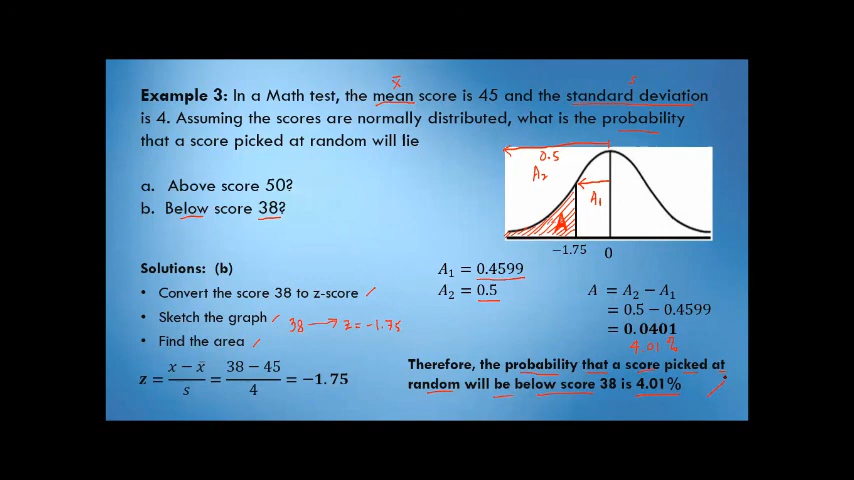 x̄ s
Example 3: In a Math test, the mean score is 45 and the standard deviation
is 4. Assuming the scores are normally distributed, what is the probability
that a score picked at random will lie
a. Above score 50?
b. Below score 38?
0.5
A₂
A₁
A
−1.75 0
Solutions: (b)
• Convert the score 38 to z-score
• Sketch the graph
38 → z = −1.75
• Find the area
z = (x − x̄)/s = (38 − 45)/4 = −1.75
A₁ = 0.4599
A₂ = 0.5
A = A₂ − A₁
= 0.5 − 0.4599
= 0.0401
4.01%
Therefore, the probability that a score picked at
random will be below score 38 is 4.01%